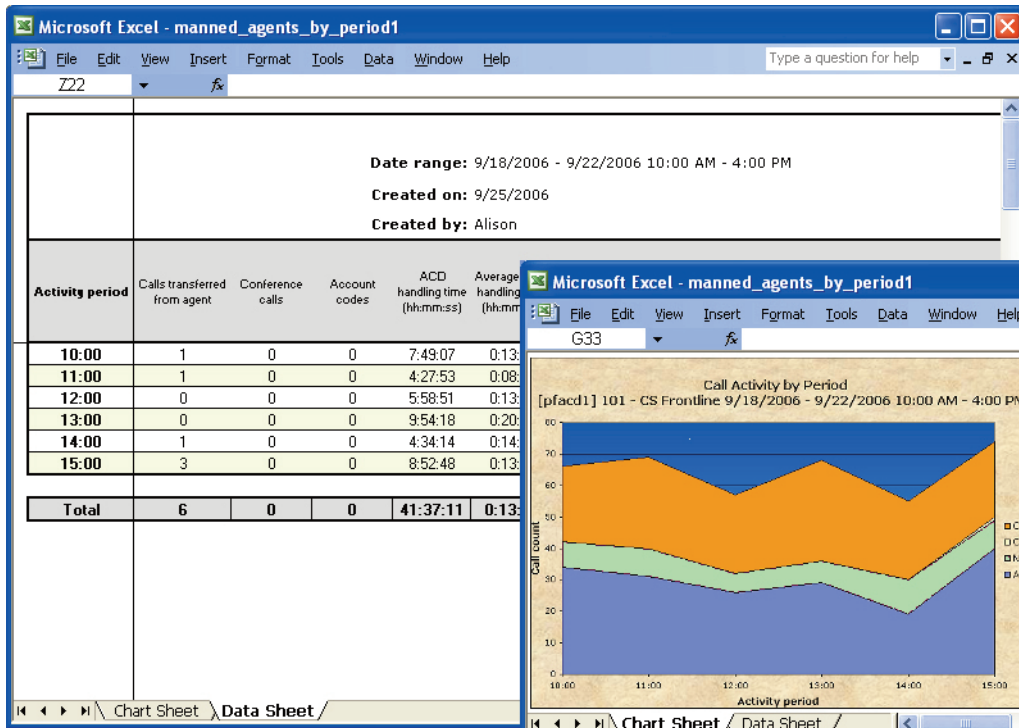 Microsoft Excel - manned_agents_by_period1
File Edit View Insert Format Tools Data Window Help
Type a question for help
Z22 fx
Date range: 9/18/2006 - 9/22/2006 10:00 AM - 4:00 PM
Created on: 9/25/2006
Created by: Alison
Activity period
Calls transferred from agent
Conference calls
Account codes
ACD handling time (hh:mm:ss)
Average handling (hh:mm
10:00 1 0 0 7:49:07 0:13:
11:00 1 0 0 4:27:53 0:08:
12:00 0 0 0 5:58:51 0:13:
13:00 0 0 0 9:54:18 0:20:
14:00 1 0 0 4:34:14 0:14:
15:00 3 0 0 8:52:48 0:13:
Total 6 0 0 41:37:11 0:13:
Chart Sheet Data Sheet
Microsoft Excel - manned_agents_by_period1
File Edit View Insert Format Tools Data Window Help
G33 fx
Call Activity by Period
[pfacd1] 101 - CS Frontline 9/18/2006 - 9/22/2006 10:00 AM - 4:00 PM
Call count
80
70
60
50
40
30
20
10
0
10:00 11:00 12:00 13:00 14:00 15:00
Activity period
Chart Sheet Data Sheet